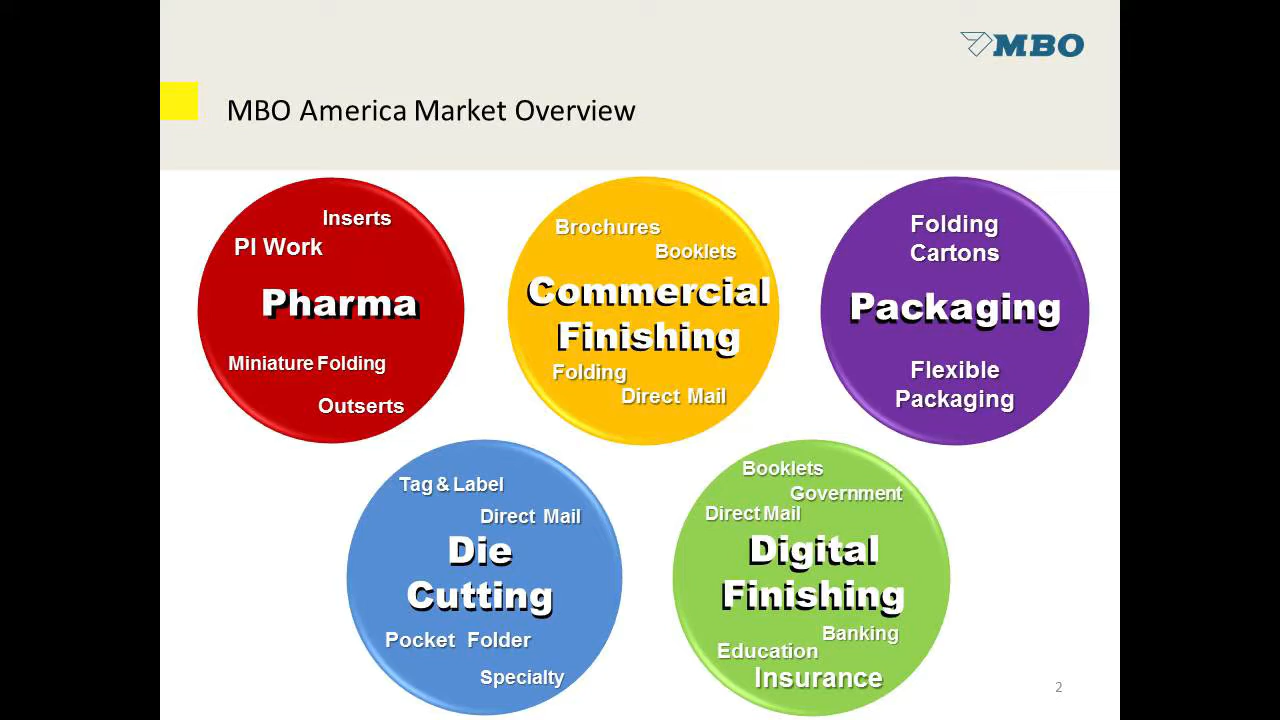 MBO
MBO America Market Overview
Inserts
PI Work
Pharma
Miniature Folding
Outserts
Brochures
Booklets
Commercial
Finishing
Folding
Direct Mail
Folding
Cartons
Packaging
Flexible
Packaging
Tag & Label
Direct Mail
Die
Cutting
Pocket Folder
Specialty
Booklets
Government
Direct Mail
Digital
Finishing
Banking
Education
Insurance
2